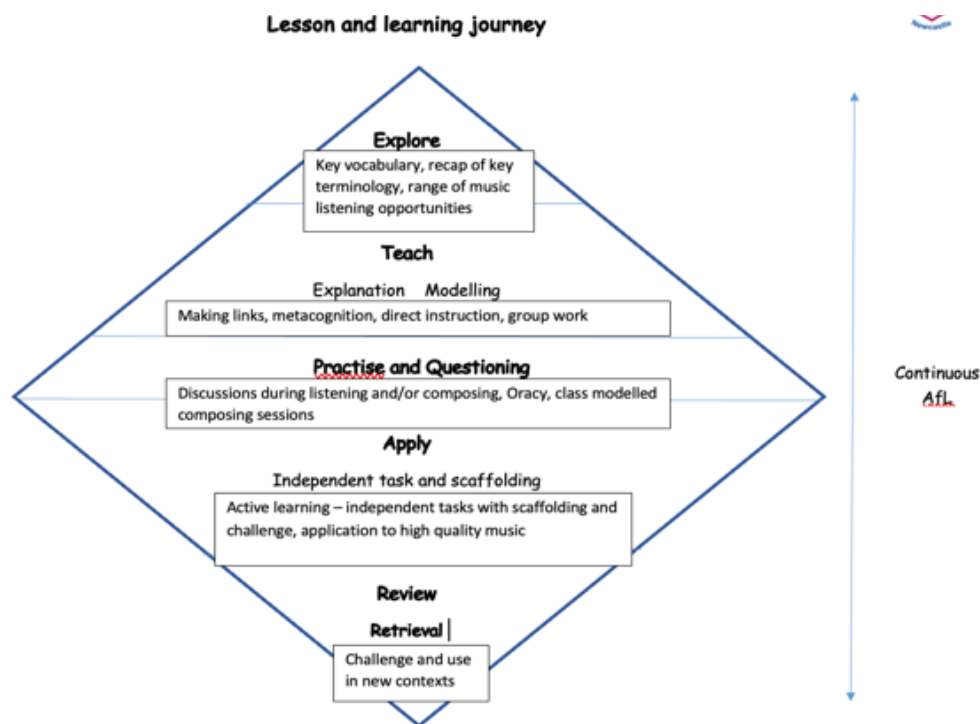 Lesson and learning journey
Newcastle
Explore
Key vocabulary, recap of key
terminology, range of music
listening opportunities
Teach
Explanation Modelling
Making links, metacognition, direct instruction, group work
Practise and Questioning
Discussions during listening and/or composing, Oracy, class modelled
composing sessions
Apply
Independent task and scaffolding
Active learning – independent tasks with scaffolding and
challenge, application to high quality music
Review
Retrieval
Challenge and use
in new contexts
Continuous
AfL